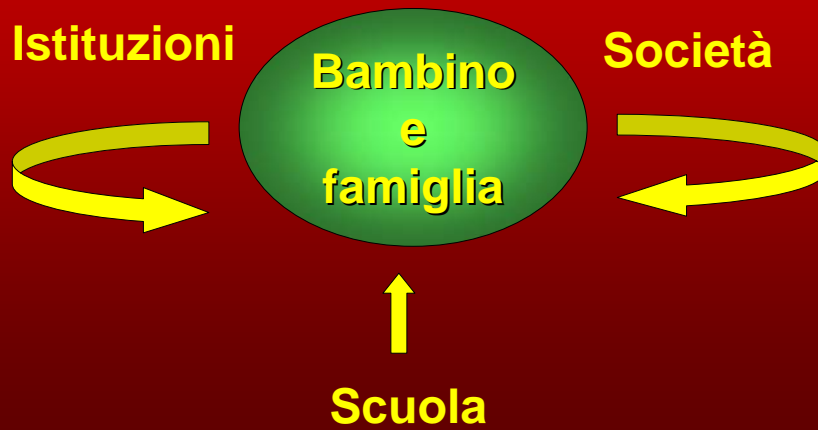 Istituzioni
Bambino
e
famiglia
Società
Scuola